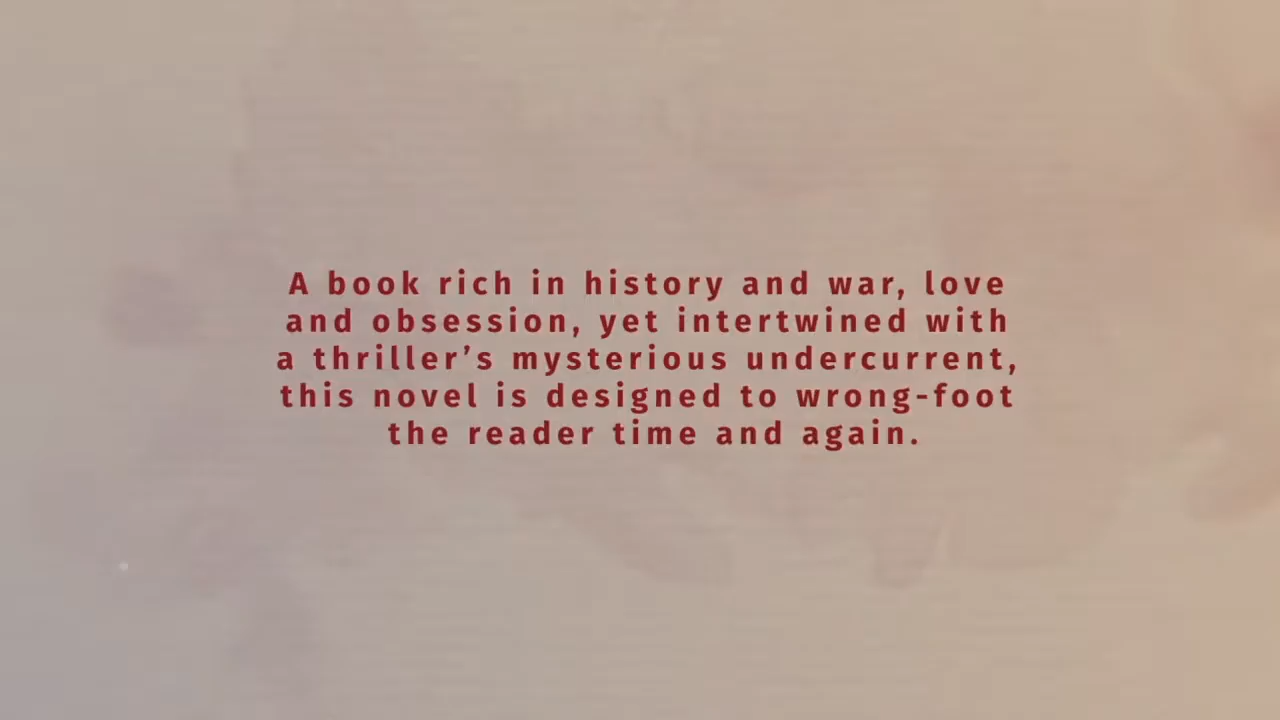 A book rich in history and war, love
and obsession, yet intertwined with
a thriller’s mysterious undercurrent,
this novel is designed to wrong-foot
the reader time and again.